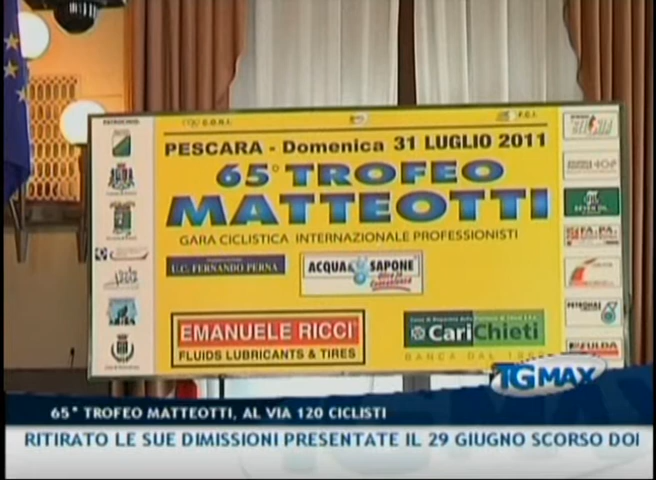 PATROCINIO
C.O.N.I.
F.C.I.
PESCARA - Domenica 31 LUGLIO 2011
65° TROFEO
MATTEOTTI
GARA CICLISTICA INTERNAZIONALE PROFESSIONISTI
U.C. FERNANDO PERNA
ACQUA & SAPONE
EMANUELE RICCI
FLUIDS LUBRICANTS & TIRES
CariChieti
FULDA
TGMAX
65° TROFEO MATTEOTTI, AL VIA 120 CICLISTI
RITIRATO LE SUE DIMISSIONI PRESENTATE IL 29 GIUGNO SCORSO DOI